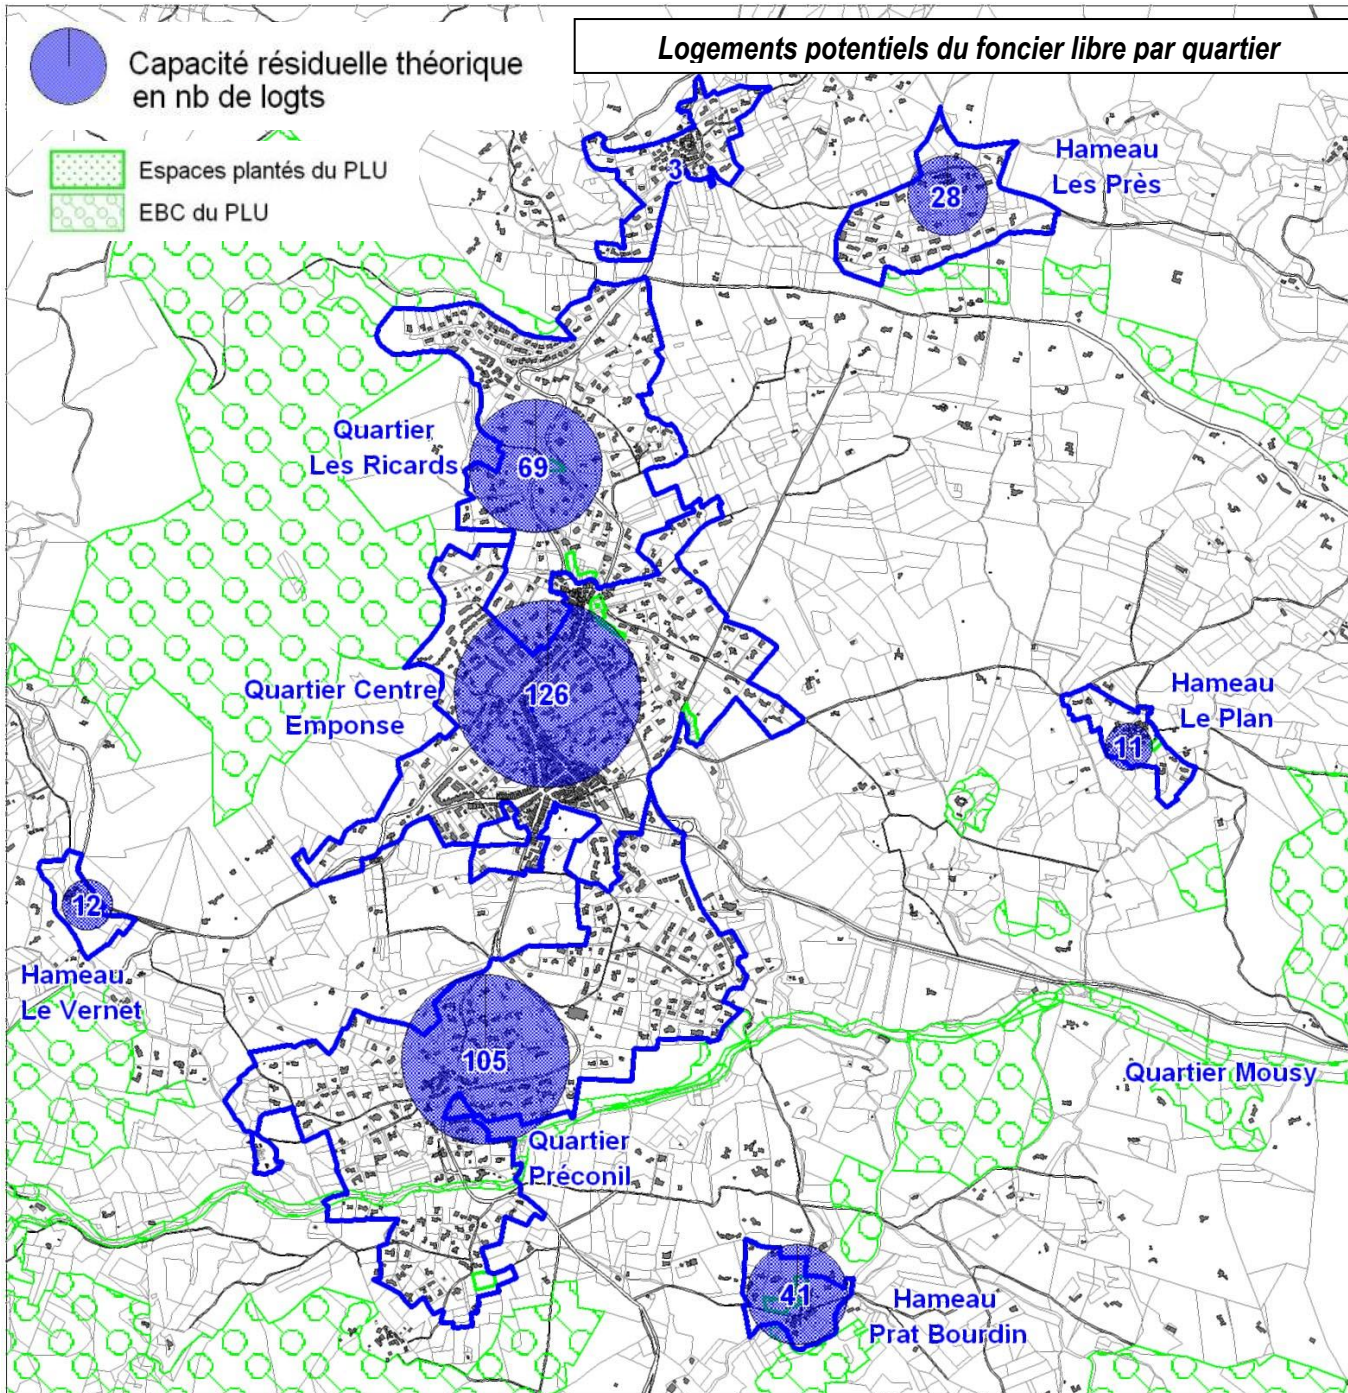 Logements potentiels du foncier libre par quartier
Capacité résiduelle théorique
en nb de logts
Espaces plantés du PLU
EBC du PLU
3
Hameau
Les Près
28
Quartier
Les Ricards
69
Quartier Centre
Emponse
126
Hameau
Le Plan
11
12
Hameau
Le Vernet
105
Quartier Mousy
Quartier
Préconil
41
Hameau
Prat Bourdin